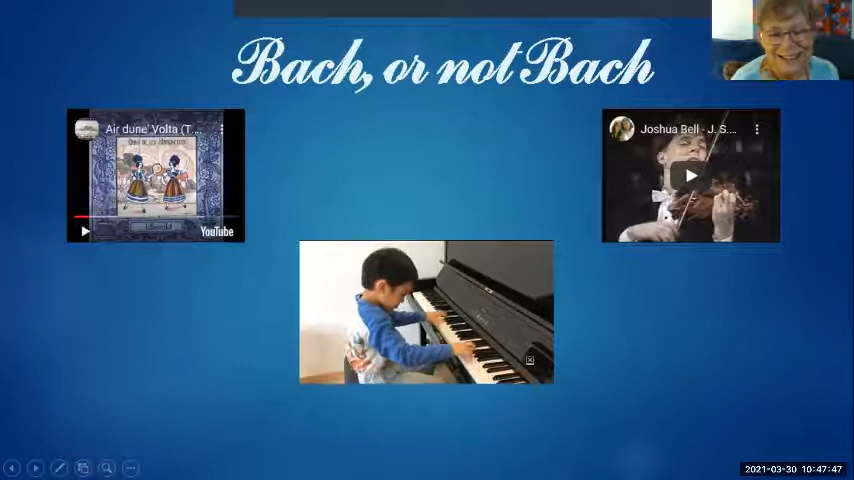 Bach, or not Bach
Air dune' Volta (T....
YouTube
Joshua Bell - J. S....
2021-03-30 10:47:47